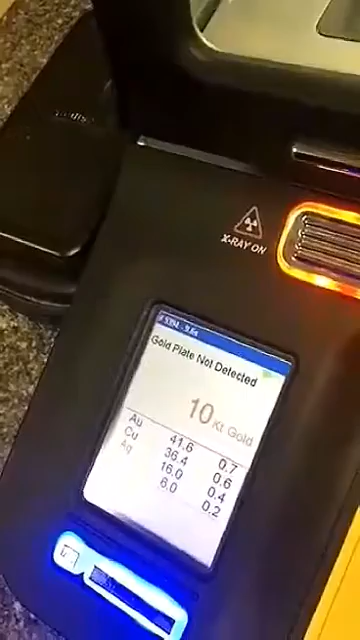 X-RAY ON
Gold Plate Not Detected
10 Kt Gold
Au 41.6 0.7
Cu 36.4 0.6
Ag 16.0 0.4
6.0 0.2